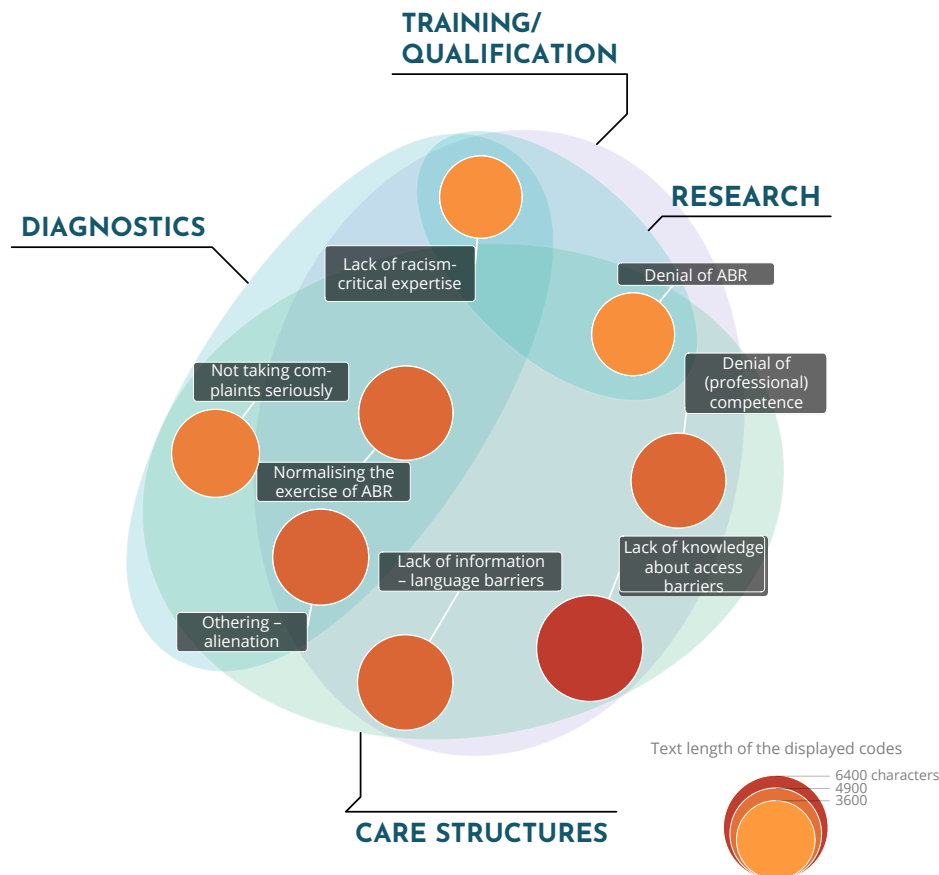 TRAINING/
QUALIFICATION
RESEARCH
DIAGNOSTICS
Lack of racism-
critical expertise
Denial of ABR
Denial of
(professional)
competence
Not taking com-
plaints seriously
Normalising the
exercise of ABR
Lack of knowledge
about access
barriers
Lack of information
– language barriers
Othering –
alienation
Text length of the displayed codes
6400 characters
4900
3600
CARE STRUCTURES